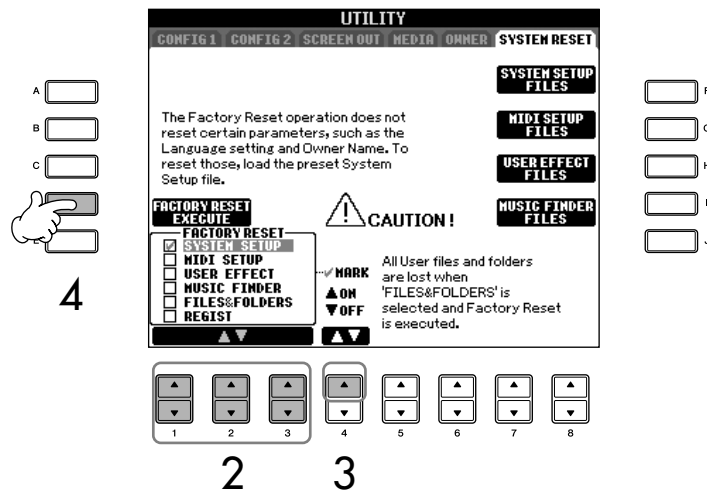 UTILITY
CONFIG 1 CONFIG 2 SCREEN OUT MEDIA OWNER SYSTEM RESET
SYSTEM SETUP
FILES
A
F
The Factory Reset operation does not
reset certain parameters, such as the
Language setting and Owner Name. To
reset those, load the preset System
Setup file.
B
MIDI SETUP
FILES
C
USER EFFECT
FILES
H
FACTORY RESET
EXECUTE
CAUTION!
MUSIC FINDER
FILES
I
FACTORY RESET
SYSTEM SETUP
MIDI SETUP
USER EFFECT
MUSIC FINDER
FILES&FOLDERS
REGIST
MARK
▲ON
▼OFF
All User files and folders
are lost when
'FILES&FOLDERS' is
selected and Factory Reset
is executed.
4
1 2 3 4 5 6 7 8
2 3